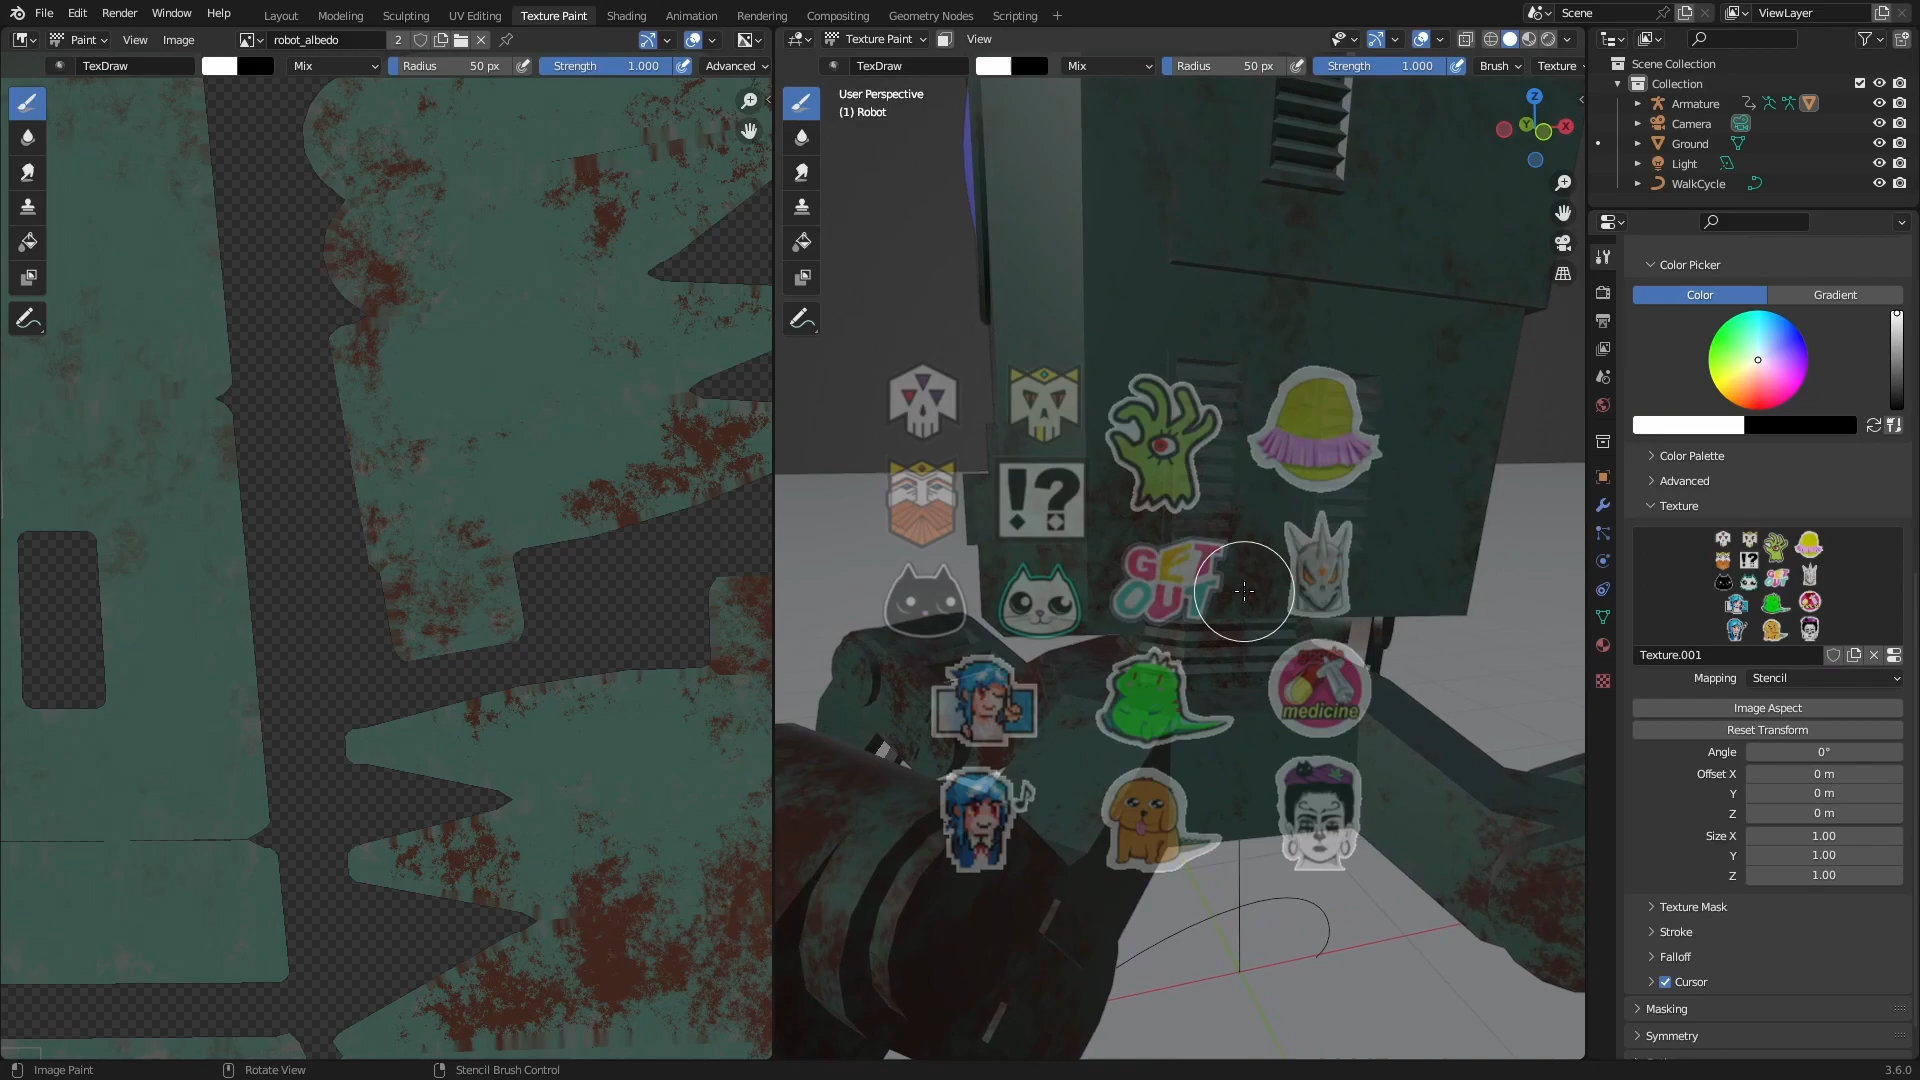 File Edit Render Window Help
Layout Modeling Sculpting UV Editing Texture Paint Shading Animation Rendering Compositing Geometry Nodes Scripting +
Scene
ViewLayer
Paint View Image
robot_albedo 2
Texture Paint View
TexDraw Mix Radius 50 px Strength 1.000 Advanced
TexDraw Mix Radius 50 px Strength 1.000 Brush Texture
User Perspective
(1) Robot
Z
Y
X
!?
GET
OUT
medicine
Scene Collection
Collection
Armature
Camera
Ground
Light
WalkCycle
Color Picker
Color Gradient
Color Palette
Advanced
Texture
Texture.001
Mapping Stencil
Image Aspect
Reset Transform
Angle 0°
Offset X 0 m
Y 0 m
Z 0 m
Size X 1.00
Y 1.00
Z 1.00
Texture Mask
Stroke
Falloff
Cursor
Masking
Symmetry
Image Paint Rotate View Stencil Brush Control 3.6.0